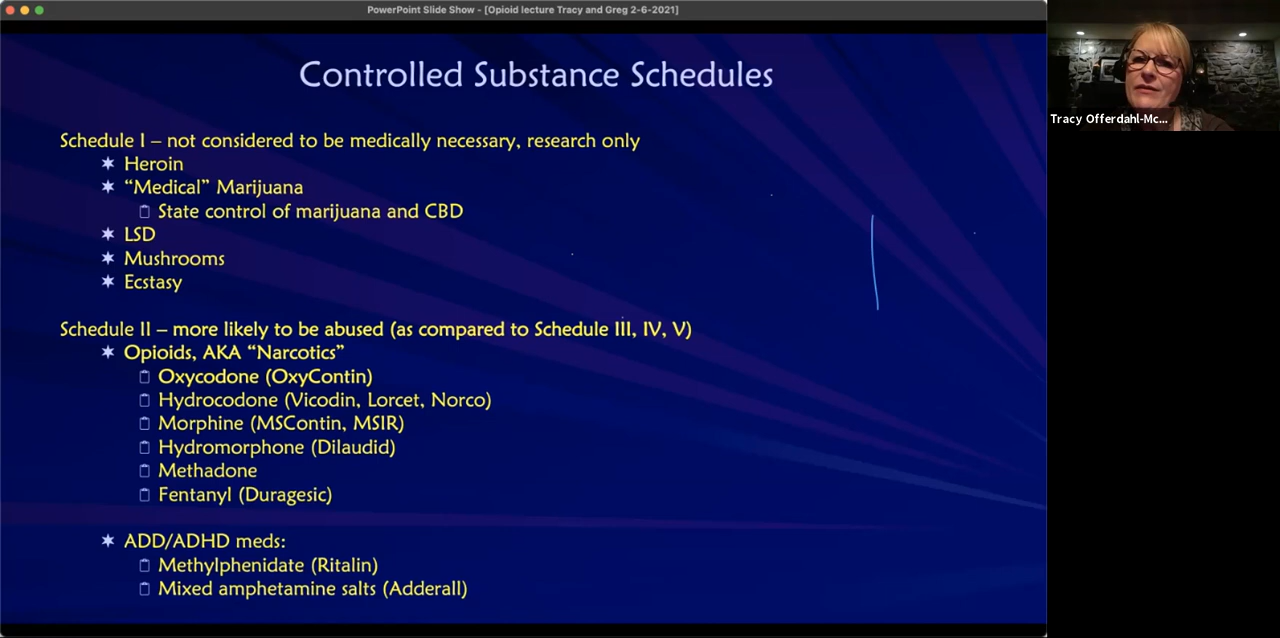 PowerPoint Slide Show - [Opioid lecture Tracy and Greg 2-6-2021]
Controlled Substance Schedules
Tracy Offerdahl-Mc...
Schedule I – not considered to be medically necessary, research only
Heroin
“Medical” Marijuana
State control of marijuana and CBD
LSD
Mushrooms
Ecstasy
Schedule II – more likely to be abused (as compared to Schedule III, IV, V)
Opioids, AKA “Narcotics”
Oxycodone (OxyContin)
Hydrocodone (Vicodin, Lorcet, Norco)
Morphine (MSContin, MSIR)
Hydromorphone (Dilaudid)
Methadone
Fentanyl (Duragesic)
ADD/ADHD meds:
Methylphenidate (Ritalin)
Mixed amphetamine salts (Adderall)